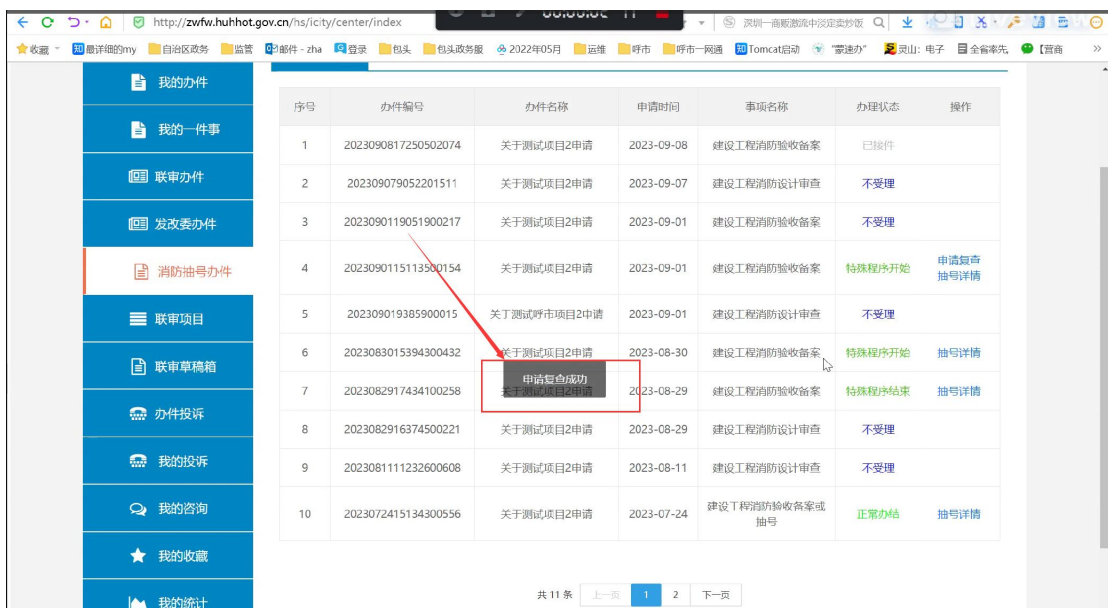 http://zwfw.huhhot.gov.cn/hs/icity/center/index
深圳一商贩激流中淡定卖炒饭
收藏 知 最详细的my 自治区政务 监管 邮件 - zha 登录 包头 包头政务服 2022年05月 运维 呼市 呼市一网通 知 Tomcat启动 "蒙速办" 灵山: 电子 全省率先, 【营商 »
我的办件
我的一件事
联审办件
发改委办件
消防抽号办件
联审项目
联审草稿箱
办件投诉
我的投诉
我的咨询
我的收藏
我的统计
序号 办件编号 办件名称 申请时间 事项名称 办理状态 操作
1 2023090817250502074 关于测试项目2申请 2023-09-08 建设工程消防验收备案 已接件
2 202309079052201511 关于测试项目2申请 2023-09-07 建设工程消防设计审查 不受理
3 2023090119051900217 关于测试项目2申请 2023-09-01 建设工程消防验收备案 不受理
4 2023090115113500154 关于测试项目2申请 2023-09-01 建设工程消防验收备案 特殊程序开始 申请复查
抽号详情
5 202309019385900015 关于测试呼市项目2申请 2023-09-01 建设工程消防设计审查 不受理
6 2023083015394300432 关于测试项目2申请 2023-08-30 建设工程消防验收备案 特殊程序开始 抽号详情
申请复查成功
7 2023082917434100258 关于测试项目2申请 2023-08-29 建设工程消防验收备案 特殊程序结束 抽号详情
8 2023082916374500221 关于测试项目2申请 2023-08-29 建设工程消防设计审查 不受理
9 2023081111232600608 关于测试项目2申请 2023-08-11 建设工程消防设计审查 不受理
10 2023072415134300556 关于测试项目2申请 2023-07-24 建设工程消防验收备案或
抽号 正常办结 抽号详情
共 11 条 上一页 1 2 下一页